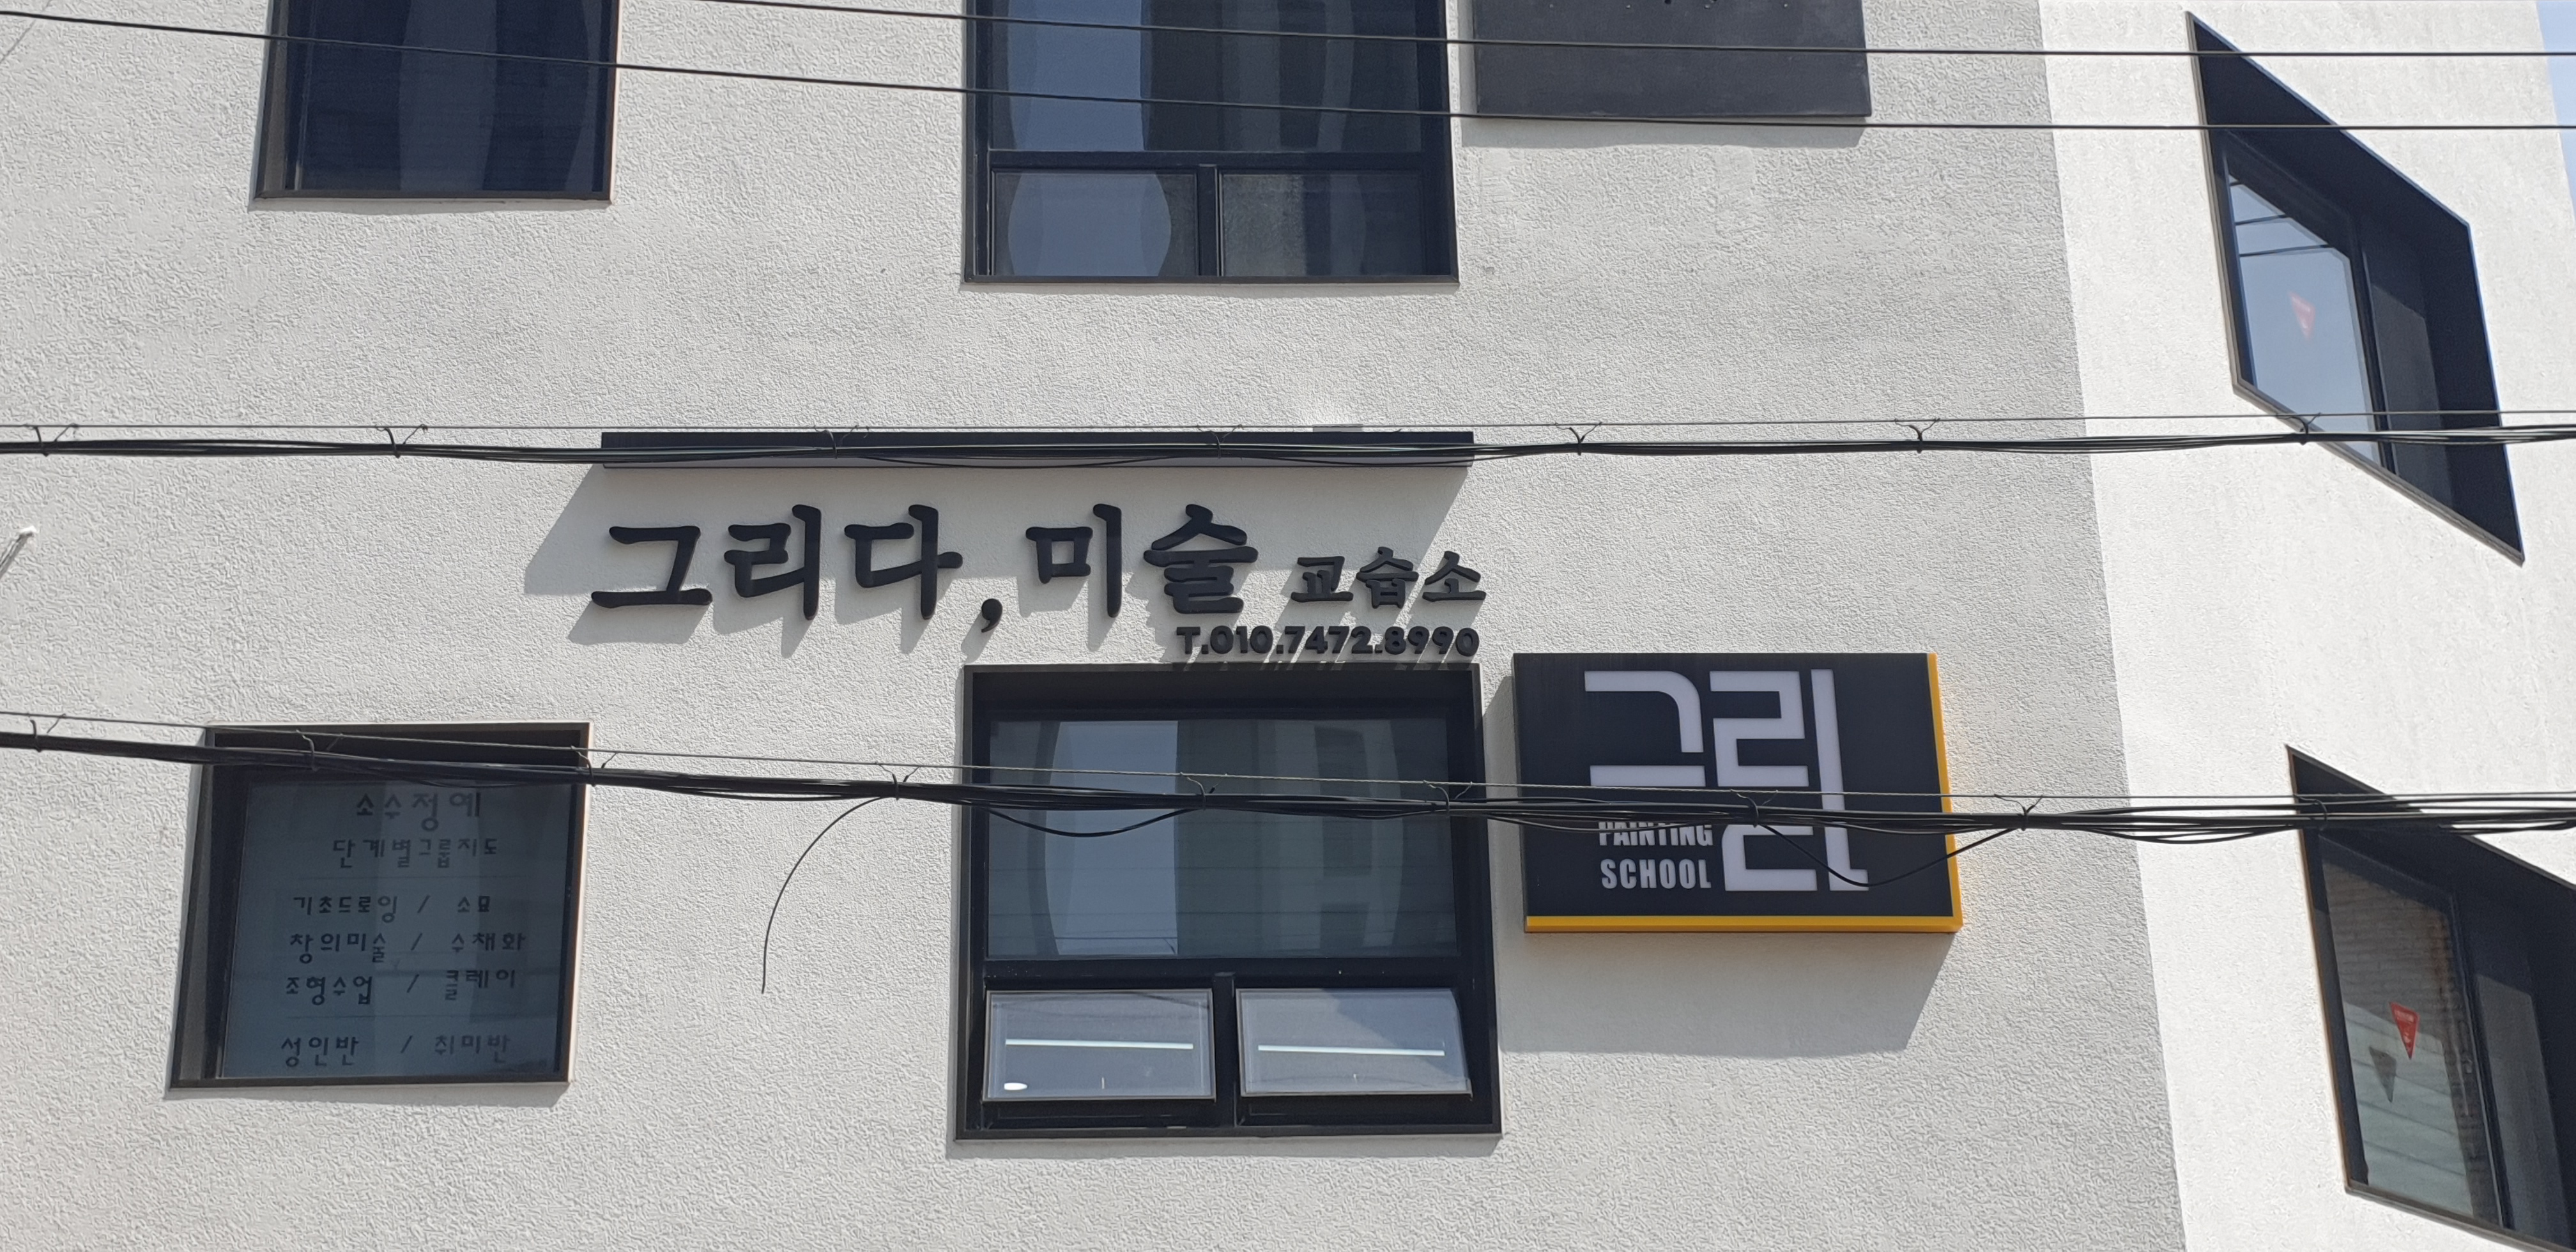 그리다, 미술 교습소
T.010.7472.8990
그리다
PAINTING
SCHOOL
소수정예
단계별그룹지도
기초드로잉 / 소묘
창의미술 / 수채화
조형수업 / 클레이
성인반 / 취미반